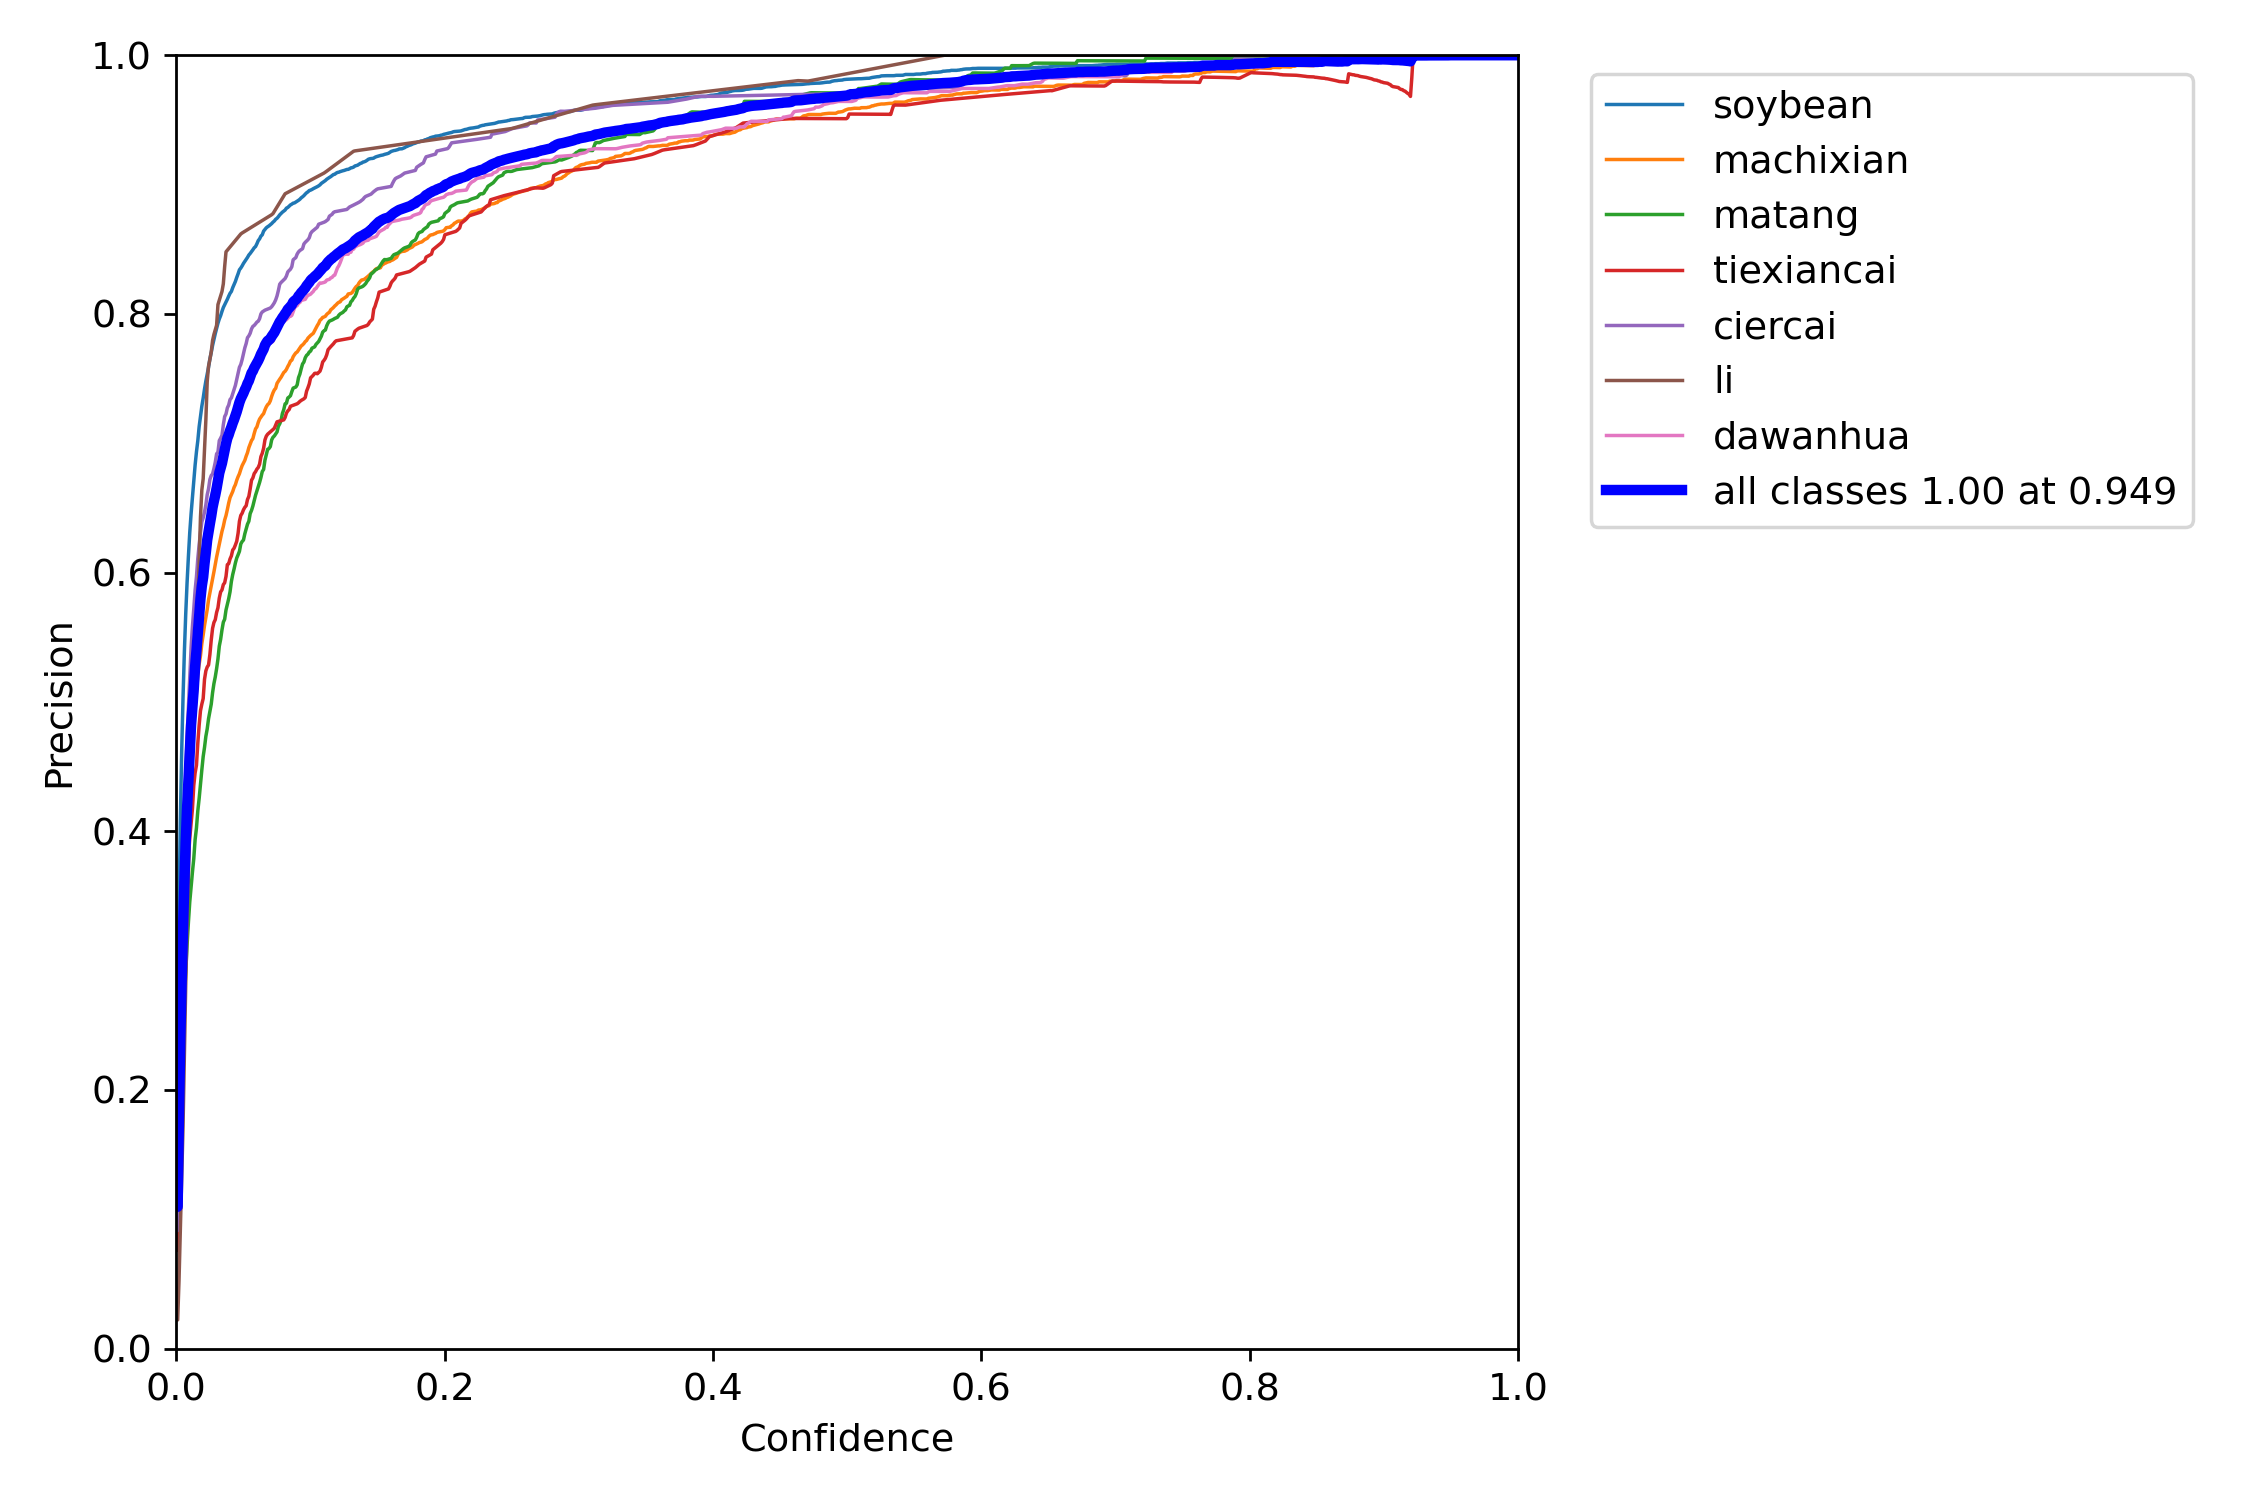 1.0
0.8
0.6
0.4
0.2
0.0
0.0 0.2 0.4 0.6 0.8 1.0
Precision
Confidence
soybean
machixian
matang
tiexiancai
ciercai
li
dawanhua
all classes 1.00 at 0.949